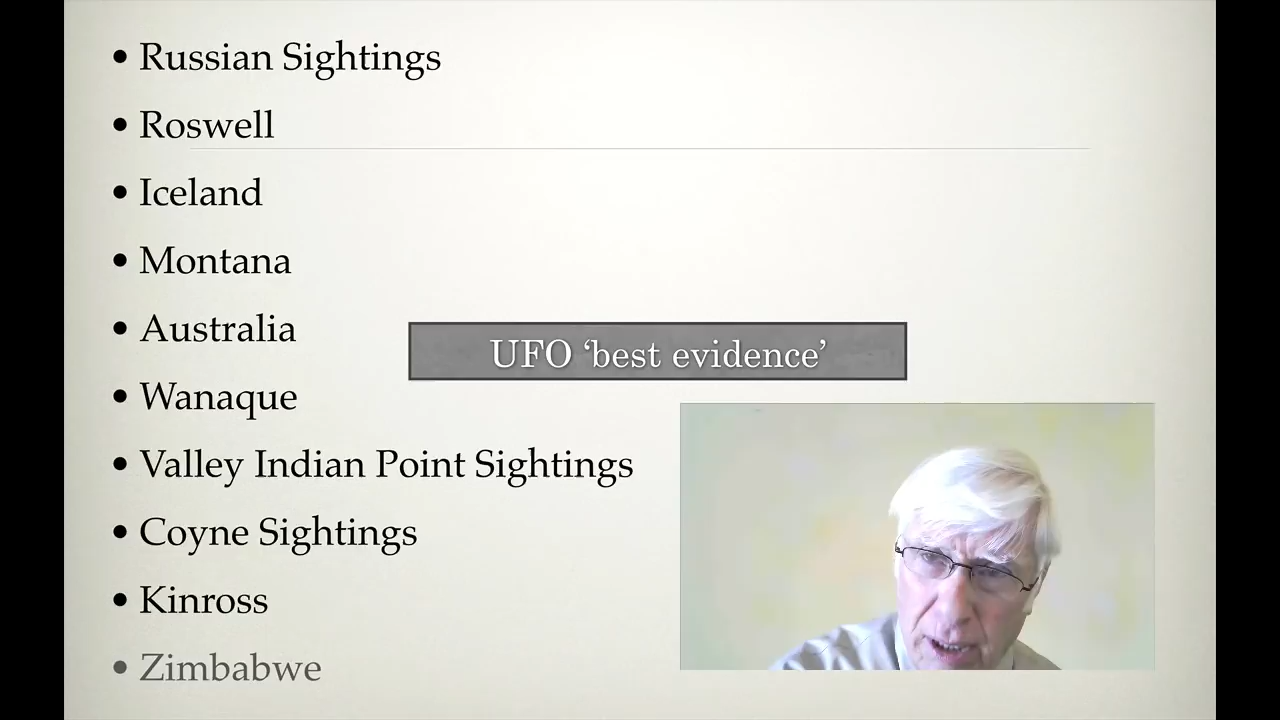 • Russian Sightings
• Roswell
• Iceland
• Montana
• Australia
• Wanaque
• Valley Indian Point Sightings
• Coyne Sightings
• Kinross
• Zimbabwe
UFO ‘best evidence’